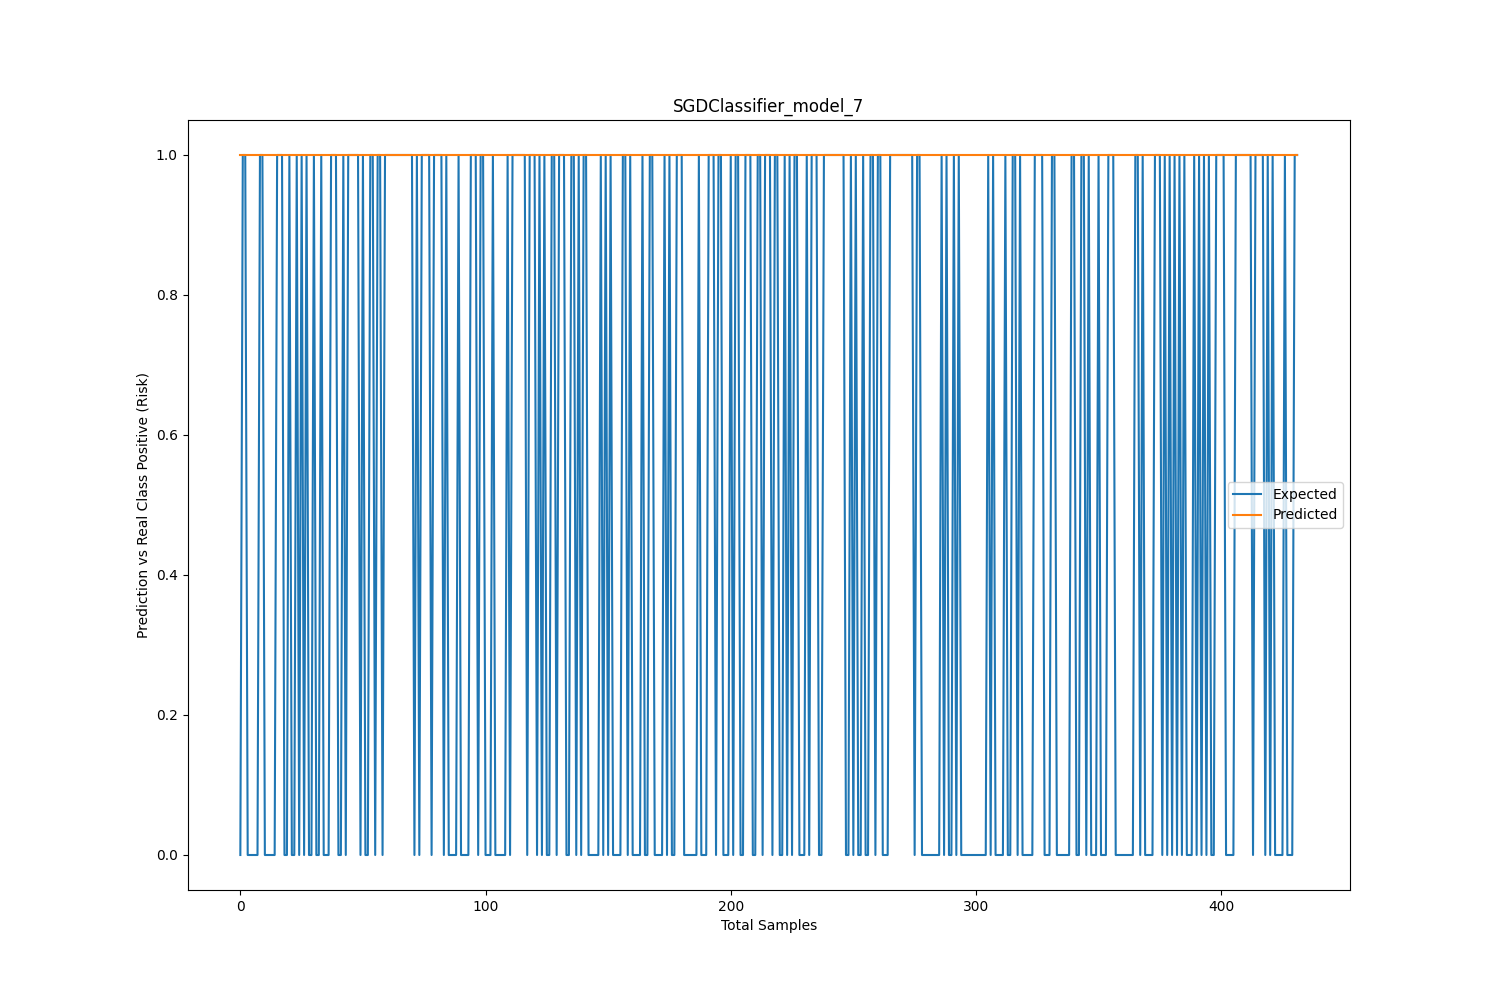 SGDClassifier_model_7
Prediction vs Real Class Positive (Risk)
1.0
0.8
0.6
0.4
0.2
0.0
Expected
Predicted
0 100 200 300 400
Total Samples